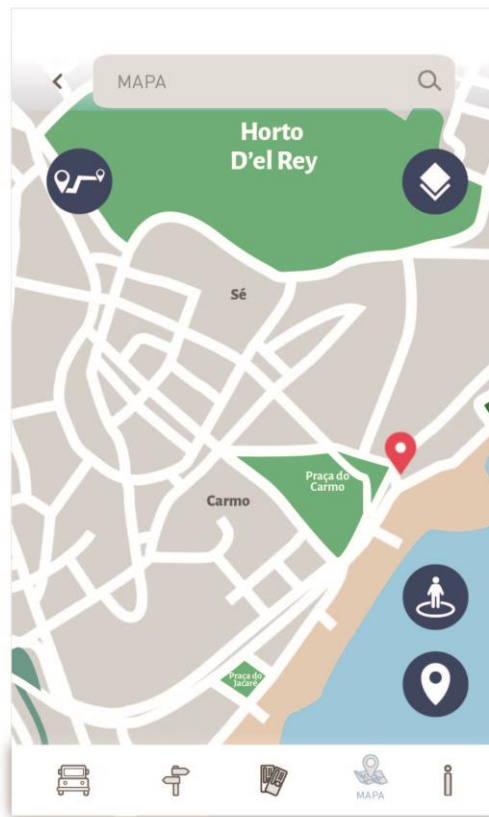 MAPA
Horto
D'el Rey
Sé
Praça do
Carmo
Carmo
Praça do
Jacaré
MAPA